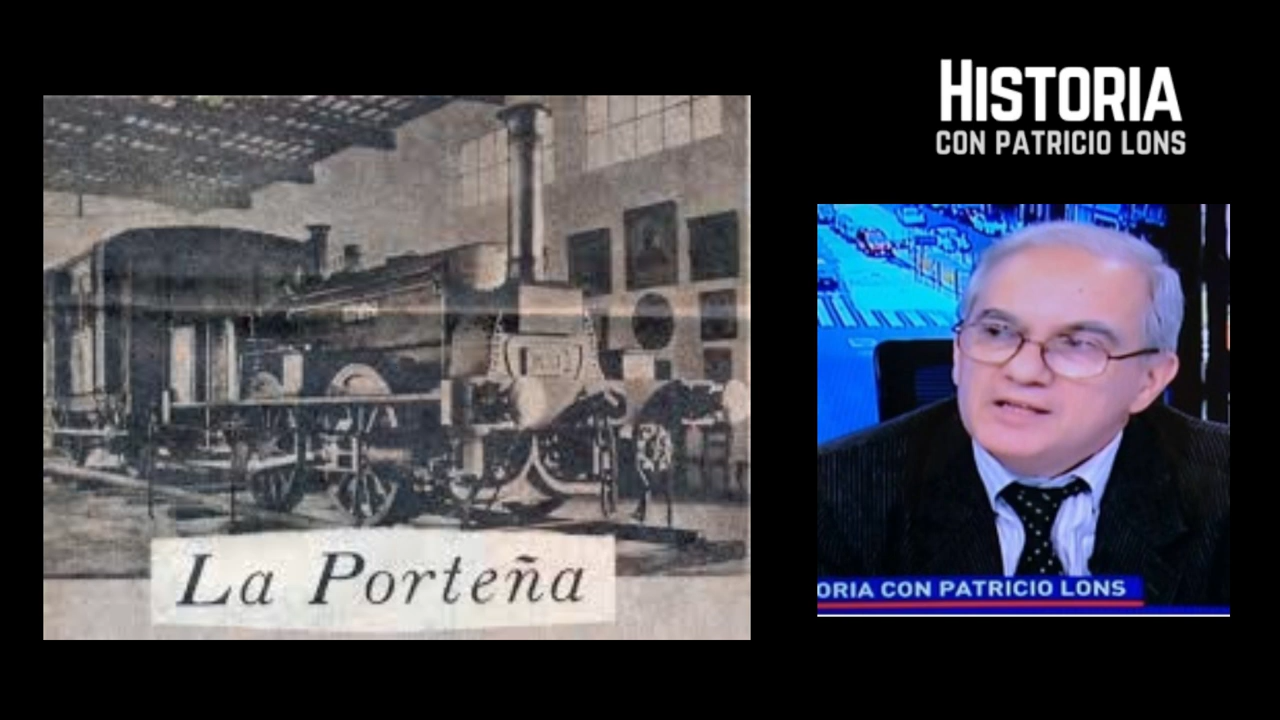 HISTORIA
CON PATRICIO LONS
La Porteña
ORIA CON PATRICIO LONS